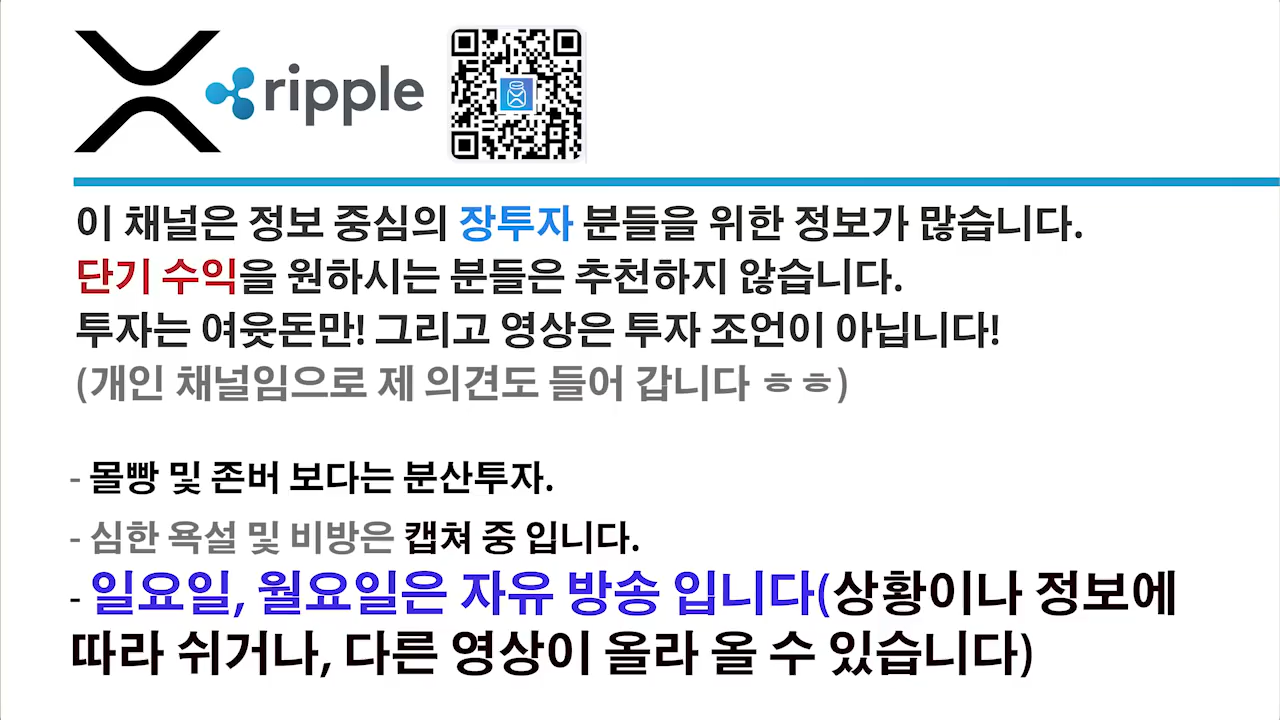 ripple
이 채널은 정보 중심의 장투자 분들을 위한 정보가 많습니다.
단기 수익을 원하시는 분들은 추천하지 않습니다.
투자는 여윳돈만! 그리고 영상은 투자 조언이 아닙니다!
(개인 채널임으로 제 의견도 들어 갑니다 ㅎㅎ)
- 몰빵 및 존버 보다는 분산투자.
- 심한 욕설 및 비방은 캡쳐 중 입니다.
- 일요일, 월요일은 자유 방송 입니다(상황이나 정보에
따라 쉬거나, 다른 영상이 올라 올 수 있습니다)